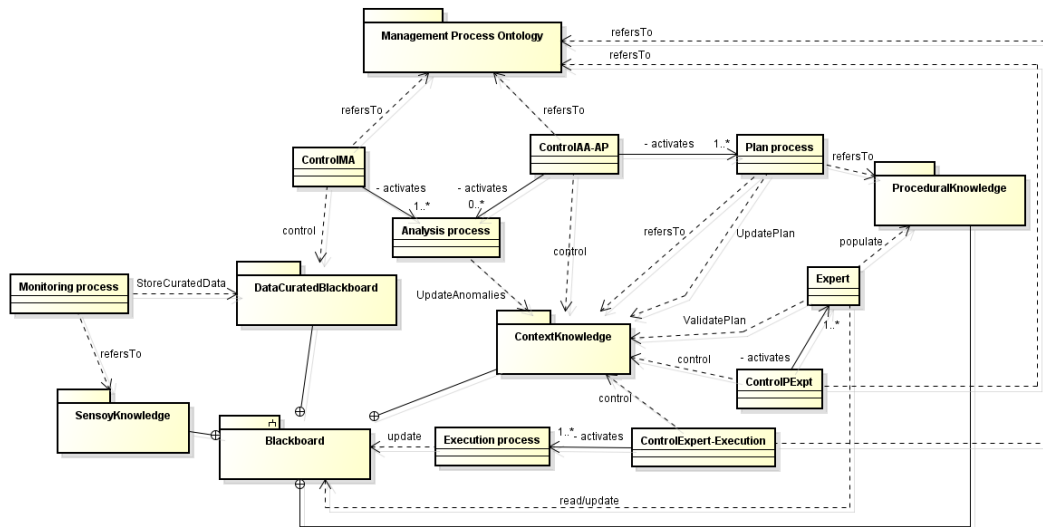 Management Process Ontology
refersTo
refersTo
refersTo
refersTo
ControlMA
ControlAA-AP
- activates
1..*
Plan process
refersTo
ProceduralKnowledge
- activates
1..*
- activates
0..*
Analysis process
control
control
refersTo
UpdatePlan
populate
Monitoring process
StoreCuratedData
DataCuratedBlackboard
UpdateAnomalies
Expert
ContextKnowledge
ValidatePlan
1..*
refersTo
control
- activates
ControlPExpt
SensoyKnowledge
control
Blackboard
update
Execution process
1..*
- activates
ControlExpert-Execution
read/update